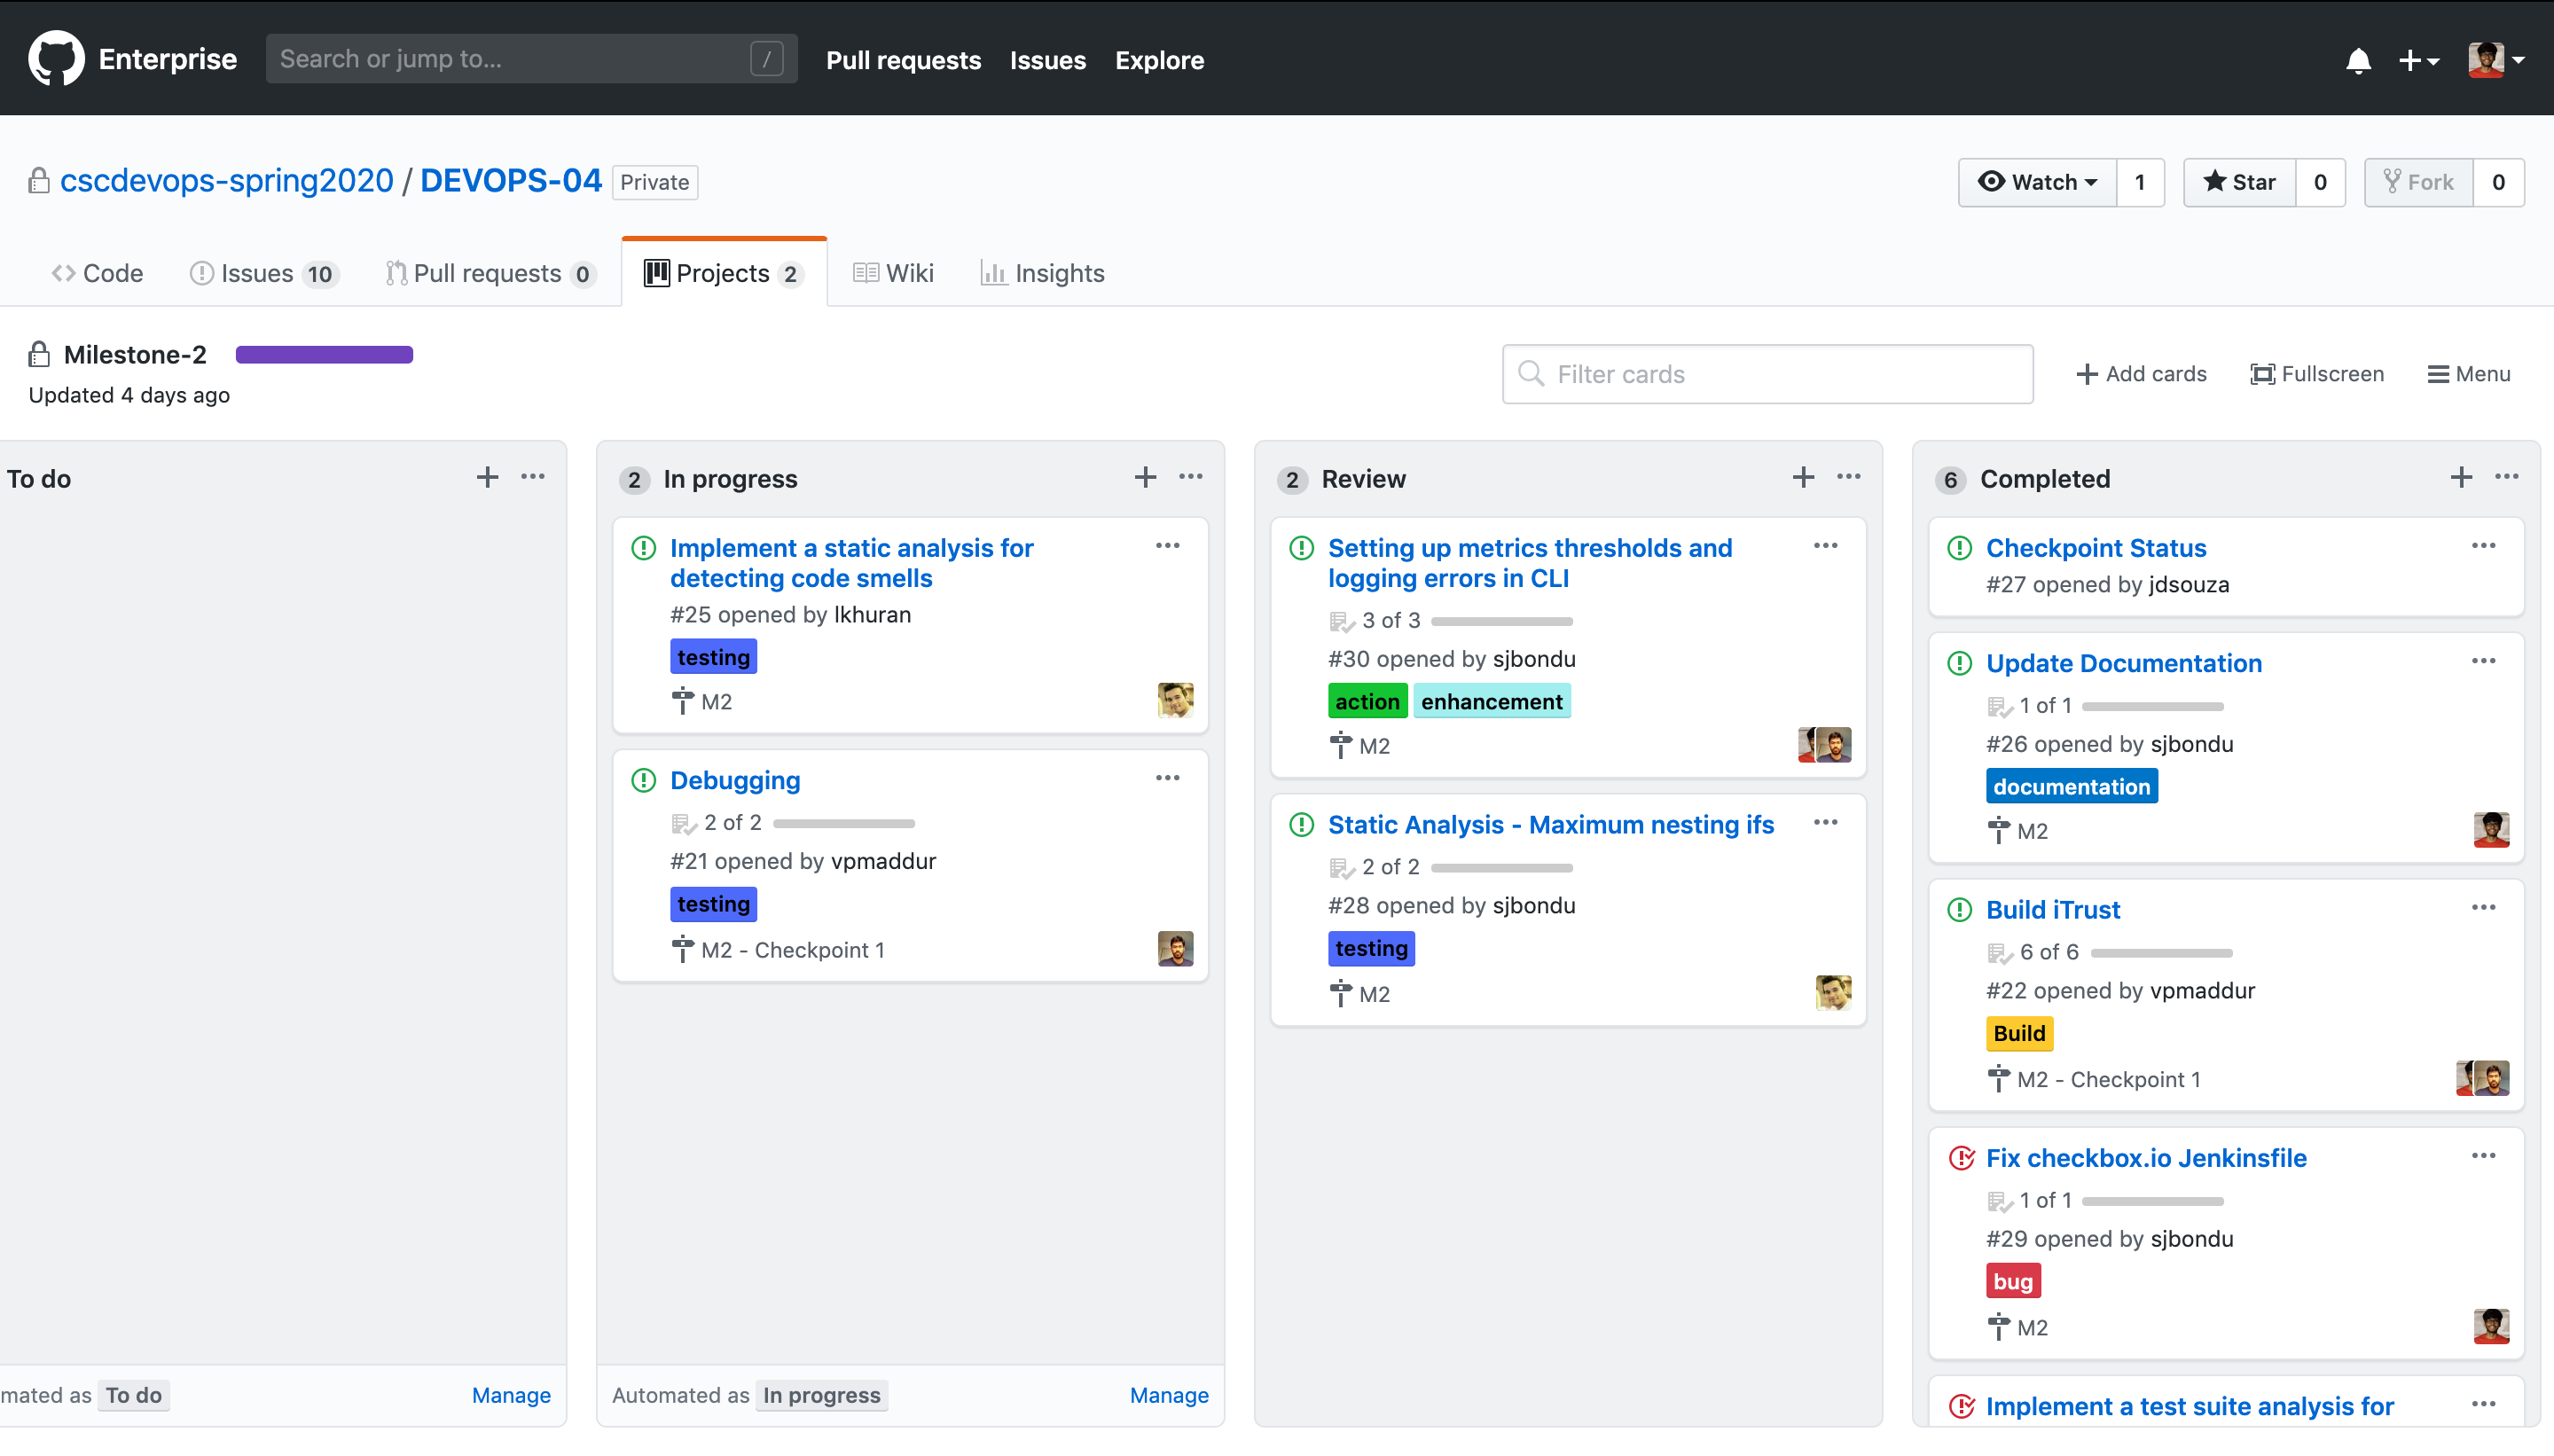 Enterprise
Search or jump to... /
Pull requests Issues Explore
cscdevops-spring2020 / DEVOPS-04 Private
Watch 1 Star 0 Fork 0
Code Issues 10 Pull requests 0 Projects 2 Wiki Insights
Milestone-2
Updated 4 days ago
Filter cards
Add cards Fullscreen Menu
To do
mated as To do Manage
2 In progress
Implement a static analysis for
detecting code smells
#25 opened by lkhuran
testing
M2
Debugging
2 of 2
#21 opened by vpmaddur
testing
M2 - Checkpoint 1
Automated as In progress Manage
2 Review
Setting up metrics thresholds and
logging errors in CLI
3 of 3
#30 opened by sjbondu
action enhancement
M2
Static Analysis - Maximum nesting ifs
2 of 2
#28 opened by sjbondu
testing
M2
6 Completed
Checkpoint Status
#27 opened by jdsouza
Update Documentation
1 of 1
#26 opened by sjbondu
documentation
M2
Build iTrust
6 of 6
#22 opened by vpmaddur
Build
M2 - Checkpoint 1
Fix checkbox.io Jenkinsfile
1 of 1
#29 opened by sjbondu
bug
M2
Implement a test suite analysis for